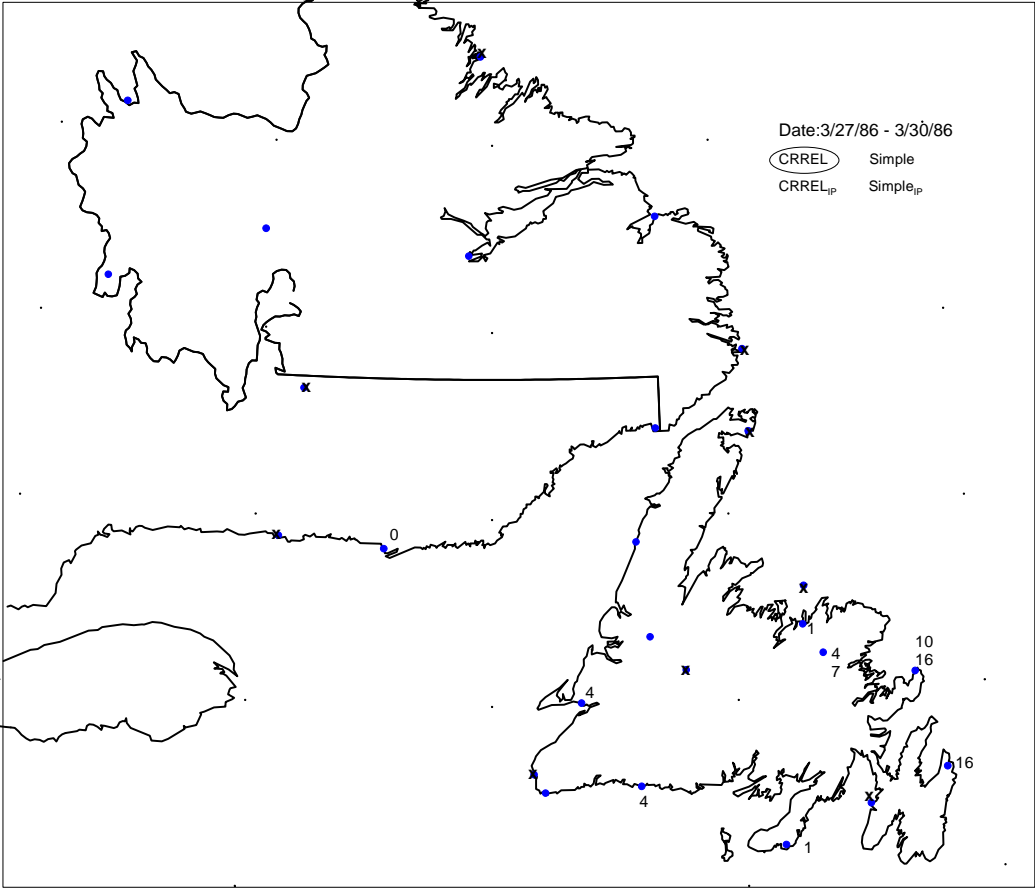 x
Date:3/27/86 - 3/30/86
CRREL Simple
CRREL_IP Simple_IP
x
x
x
x 0
x
1
10
4 16
7
x
4
16
x
x
4
1